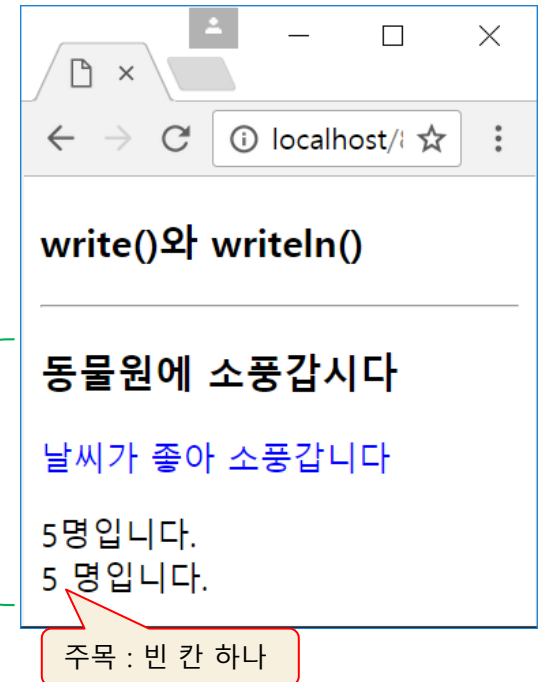 localhost/
write()와 writeln()
동물원에 소풍갑시다
날씨가 좋아 소풍갑니다
5명입니다.
5 명입니다.
주목 : 빈 칸 하나